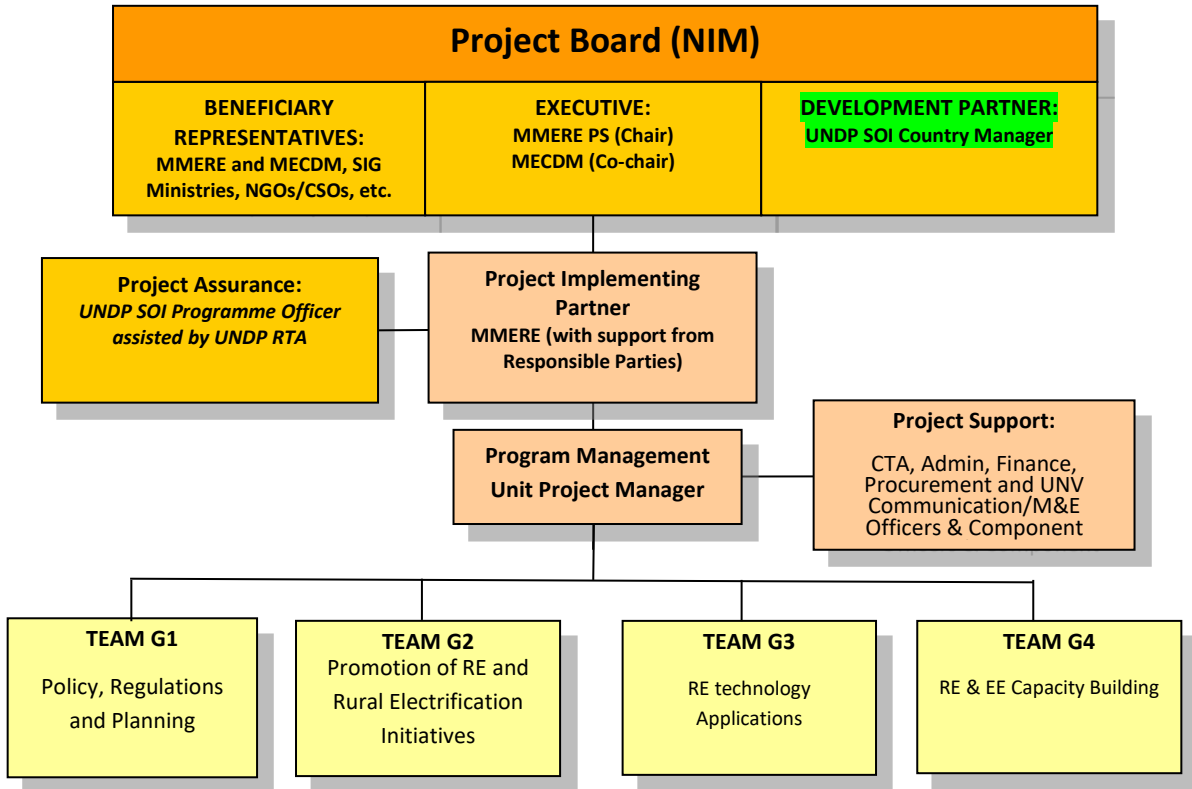 Project Board (NIM)
BENEFICIARY
REPRESENTATIVES:
MMERE and MECDM, SIG
Ministries, NGOs/CSOs, etc.
EXECUTIVE:
MMERE PS (Chair)
MECDM (Co-chair)
DEVELOPMENT PARTNER:
UNDP SOI Country Manager
Project Assurance:
UNDP SOI Programme Officer
assisted by UNDP RTA
Project Implementing
Partner
MMERE (with support from
Responsible Parties)
Program Management
Unit Project Manager
Project Support:
CTA, Admin, Finance,
Procurement and UNV
Communication/M&E
Officers & Component
TEAM G1
Policy, Regulations
and Planning
TEAM G2
Promotion of RE and
Rural Electrification
Initiatives
TEAM G3
RE technology
Applications
TEAM G4
RE & EE Capacity Building